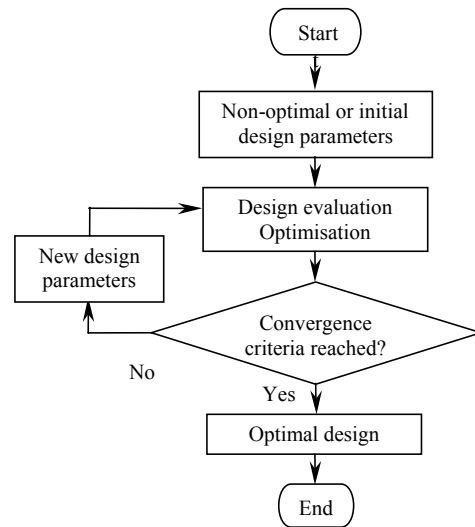 Start
Non-optimal or initial
design parameters
Design evaluation
Optimisation
New design
parameters
Convergence
criteria reached?
No
Yes
Optimal design
End